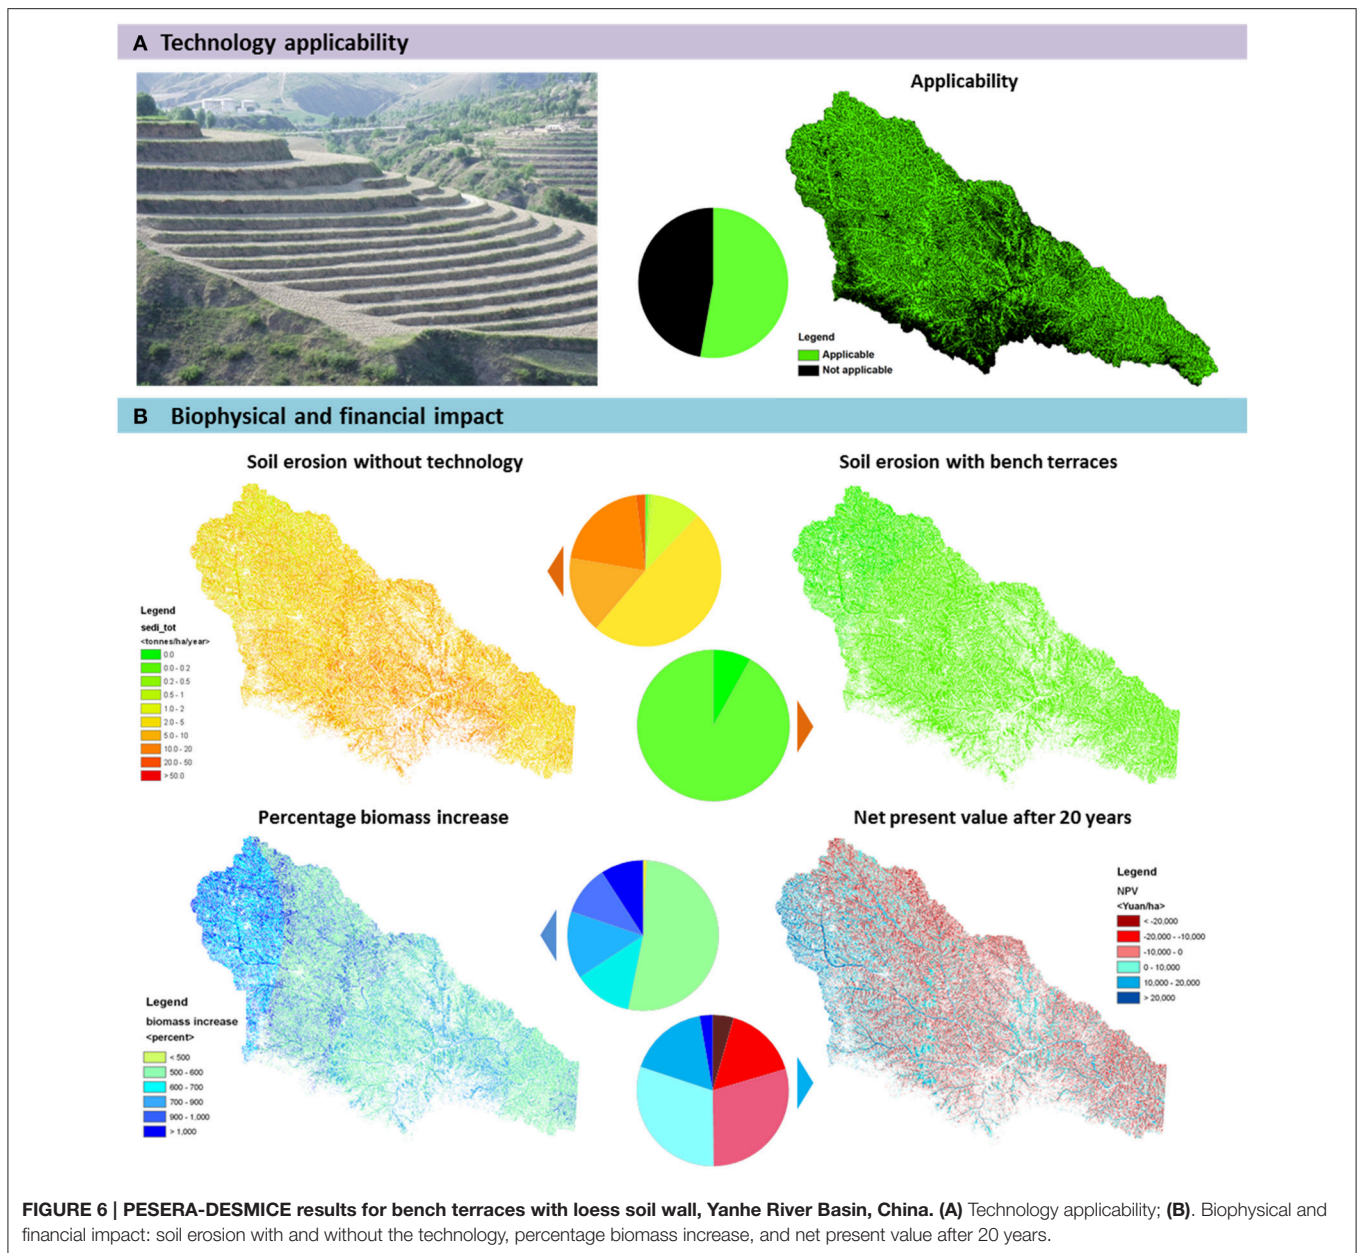 A Technology applicability
Applicability
Legend
Applicable
Not applicable
B Biophysical and financial impact
Soil erosion without technology
Soil erosion with bench terraces
Legend
sedi_tot
<tonnes/ha/year>
0.0
0.0 - 0.2
0.2 - 0.5
0.5 - 1
1.0 - 2
2.0 - 5
5.0 - 10
10.0 - 20
20.0 - 50
> 50.0
Percentage biomass increase
Net present value after 20 years
Legend
biomass increase
<percent>
< 500
500 - 600
600 - 700
700 - 900
900 - 1,000
> 1,000
Legend
NPV
<Yuan/ha>
< -20,000
-20,000 - -10,000
-10,000 - 0
0 - 10,000
10,000 - 20,000
> 20,000
FIGURE 6 | PESERA-DESMICE results for bench terraces with loess soil wall, Yanhe River Basin, China. (A) Technology applicability; (B). Biophysical and
financial impact: soil erosion with and without the technology, percentage biomass increase, and net present value after 20 years.